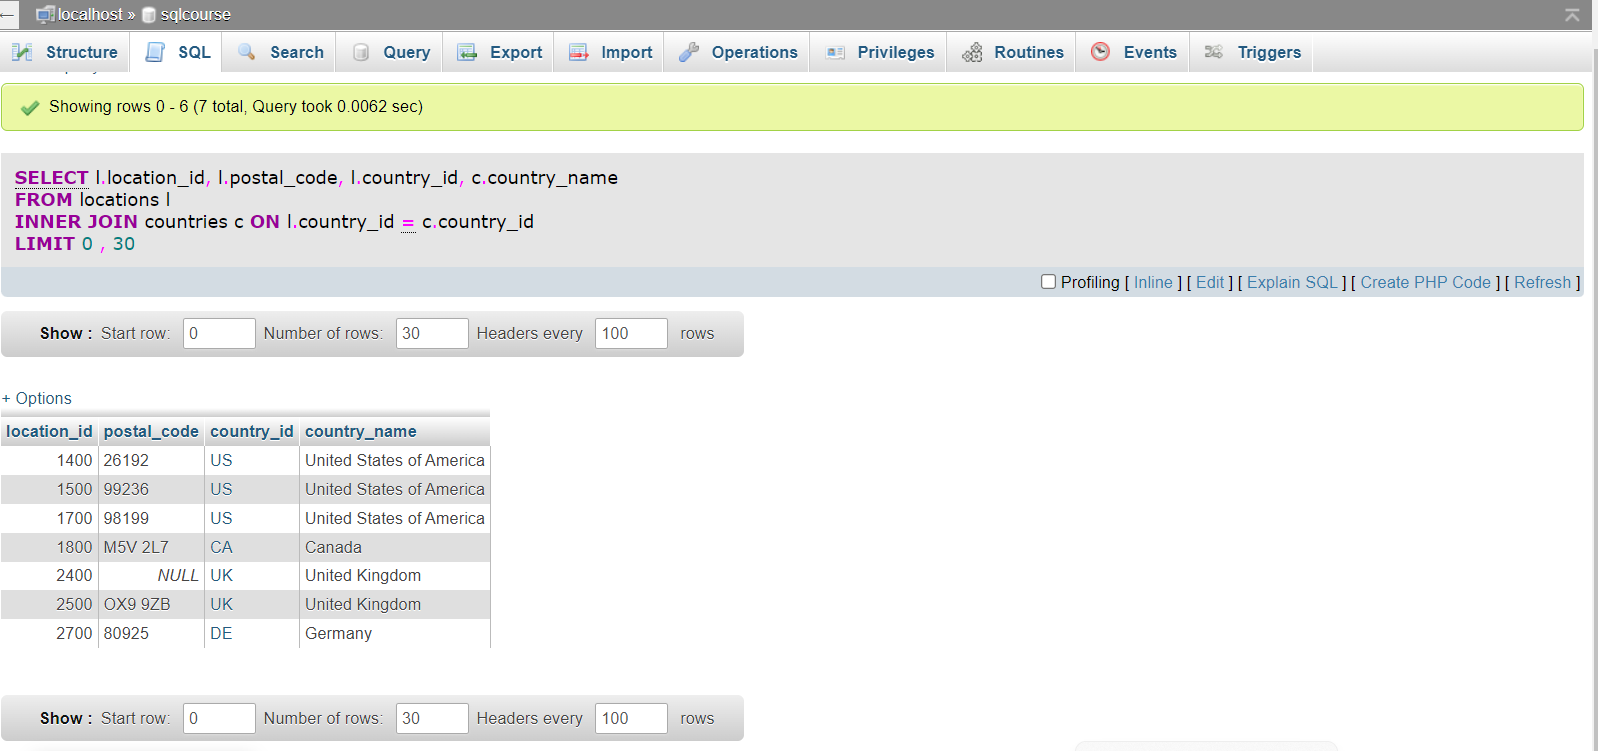 localhost » sqlcourse
Structure SQL Search Query Export Import Operations Privileges Routines Events Triggers
Showing rows 0 - 6 (7 total, Query took 0.0062 sec)
SELECT l.location_id, l.postal_code, l.country_id, c.country_name
FROM locations l
INNER JOIN countries c ON l.country_id = c.country_id
LIMIT 0 , 30
Profiling [ Inline ] [ Edit ] [ Explain SQL ] [ Create PHP Code ] [ Refresh ]
Show : Start row: 0 Number of rows: 30 Headers every 100 rows
+ Options
location_id postal_code country_id country_name
1400 26192 US United States of America
1500 99236 US United States of America
1700 98199 US United States of America
1800 M5V 2L7 CA Canada
2400 NULL UK United Kingdom
2500 OX9 9ZB UK United Kingdom
2700 80925 DE Germany
Show : Start row: 0 Number of rows: 30 Headers every 100 rows